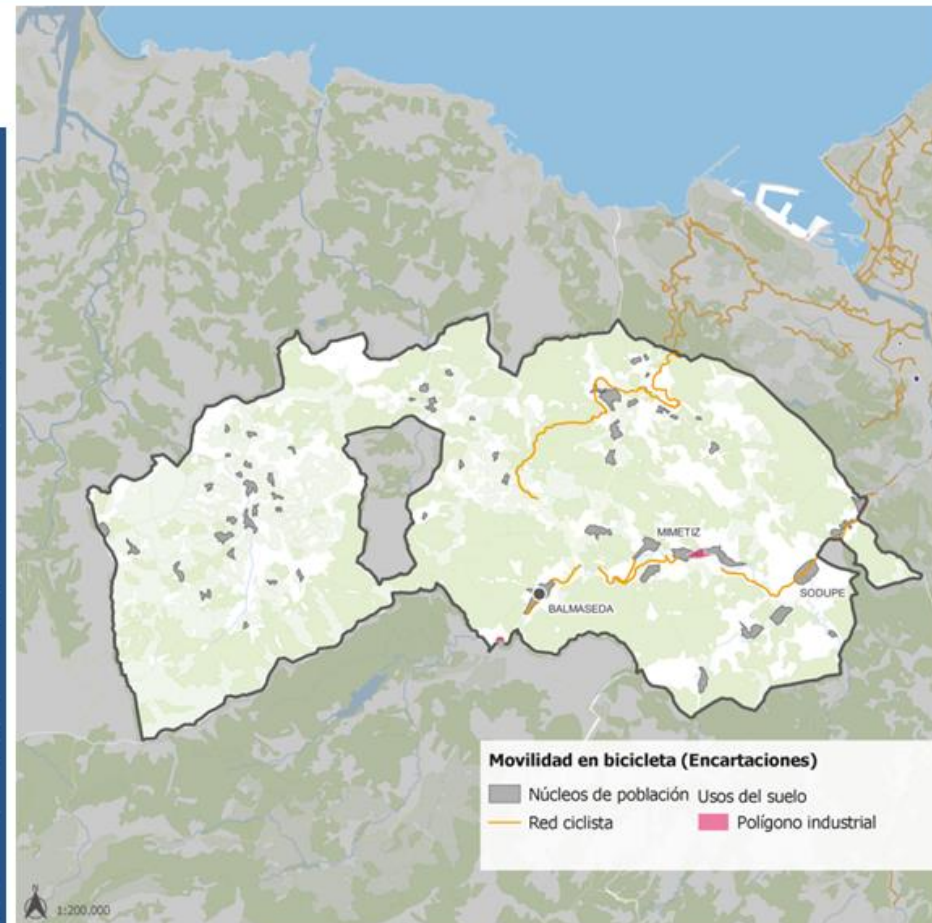 MIMETIZ
SODUPE
BALMASEDA
Movilidad en bicicleta (Encartaciones)
Núcleos de población Usos del suelo
Red ciclista Polígono industrial
N
1:200.000